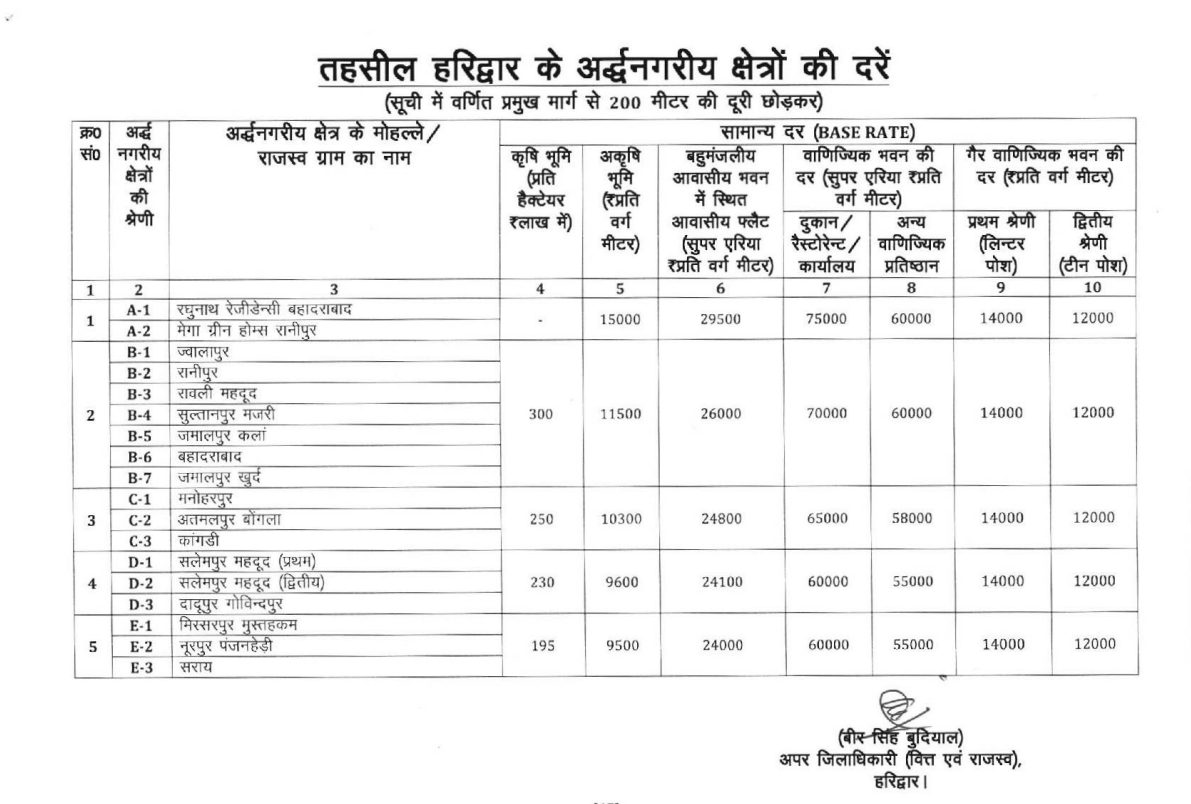 तहसील हरिद्वार के अर्द्धनगरीय क्षेत्रों की दरें
(सूची में वर्णित प्रमुख मार्ग से 200 मीटर की दूरी छोड़कर)
क्र0 सं0 | अर्द्ध नगरीय क्षेत्रों की श्रेणी | अर्द्धनगरीय क्षेत्र के मोहल्ले/ राजस्व ग्राम का नाम | सामान्य दर (BASE RATE)
कृषि भूमि (प्रति हैक्टेयर ₹लाख में) | अकृषि भूमि (₹प्रति वर्ग मीटर) | बहुमंजलीय आवासीय भवन में स्थित आवासीय फ्लैट (सुपर एरिया ₹प्रति वर्ग मीटर) | वाणिज्यिक भवन की दर (सुपर एरिया ₹प्रति वर्ग मीटर) | गैर वाणिज्यिक भवन की दर (₹प्रति वर्ग मीटर)
दुकान/ रैस्टोरेन्ट/ कार्यालय | अन्य वाणिज्यिक प्रतिष्ठान | प्रथम श्रेणी (लिन्टर पोश) | द्वितीय श्रेणी (टीन पोश)
1 | 2 | 3 | 4 | 5 | 6 | 7 | 8 | 9 | 10
1 | A-1 | रघुनाथ रेजीडेन्सी बहादराबाद | - | 15000 | 29500 | 75000 | 60000 | 14000 | 12000
A-2 | मेगा ग्रीन होम्स रानीपुर
2 | B-1 | ज्वालापुर | 300 | 11500 | 26000 | 70000 | 60000 | 14000 | 12000
B-2 | रानीपुर
B-3 | रावली महदूद
B-4 | सुल्तानपुर मजरी
B-5 | जमालपुर कलां
B-6 | बहादराबाद
B-7 | जमालपुर खुर्द
3 | C-1 | मनोहरपुर | 250 | 10300 | 24800 | 65000 | 58000 | 14000 | 12000
C-2 | अतमलपुर बोंगला
C-3 | कांगडी
4 | D-1 | सलेमपुर महदूद (प्रथम) | 230 | 9600 | 24100 | 60000 | 55000 | 14000 | 12000
D-2 | सलेमपुर महदूद (द्वितीय)
D-3 | दादूपुर गोविन्दपुर
5 | E-1 | मिस्सरपुर मुस्तहकम | 195 | 9500 | 24000 | 60000 | 55000 | 14000 | 12000
E-2 | नूरपुर पंजनहेड़ी
E-3 | सराय
(बीर सिंह बुदियाल)
अपर जिलाधिकारी (वित्त एवं राजस्व),
हरिद्वार।